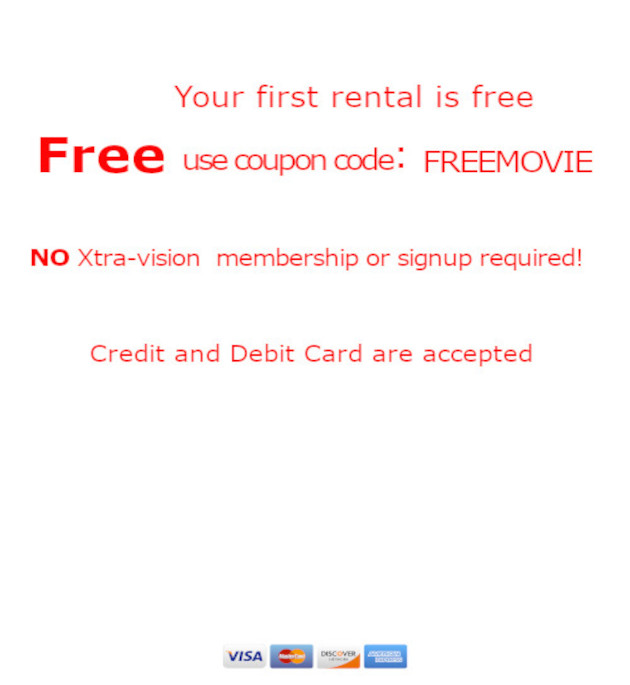 Your first rental is free
Free use coupon code: FREEMOVIE
NO Xtra-vision membership or signup required!
Credit and Debit Card are accepted
VISA MasterCard DISCOVER AMERICAN EXPRESS